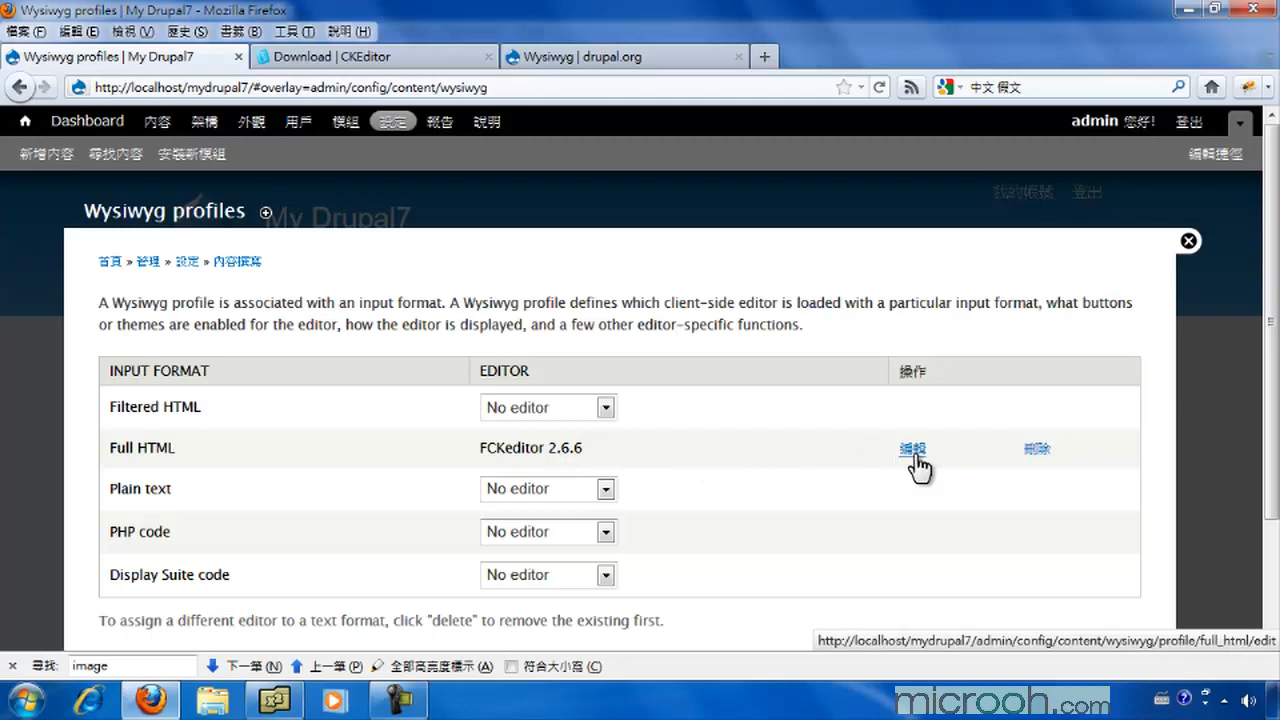 Wysiwyg profiles | My Drupal7 - Mozilla Firefox
檔案(F) 編輯(E) 檢視(V) 歷史(S) 書籤(B) 工具(T) 說明(H)
Wysiwyg profiles | My Drupal7 Download | CKEditor Wysiwyg | drupal.org
http://localhost/mydrupal7/#overlay=admin/config/content/wysiwyg 中文 假文
Dashboard 內容 架構 外觀 用戶 模組 設定 報告 說明 admin 您好! 登出
新增內容 尋找內容 安裝新模組 編輯捷徑
我的帳號 登出
Wysiwyg profiles My Drupal7
首頁 » 管理 » 設定 » 內容撰寫
A Wysiwyg profile is associated with an input format. A Wysiwyg profile defines which client-side editor is loaded with a particular input format, what buttons
or themes are enabled for the editor, how the editor is displayed, and a few other editor-specific functions.
INPUT FORMAT EDITOR 操作
Filtered HTML No editor
Full HTML FCKeditor 2.6.6 編輯 刪除
Plain text No editor
PHP code No editor
Display Suite code No editor
To assign a different editor to a text format, click "delete" to remove the existing first.
http://localhost/mydrupal7/admin/config/content/wysiwyg/profile/full_html/edit
尋找: image 下一筆(N) 上一筆(P) 全部高亮度標示(A) 符合大小寫(C)
microoh.com